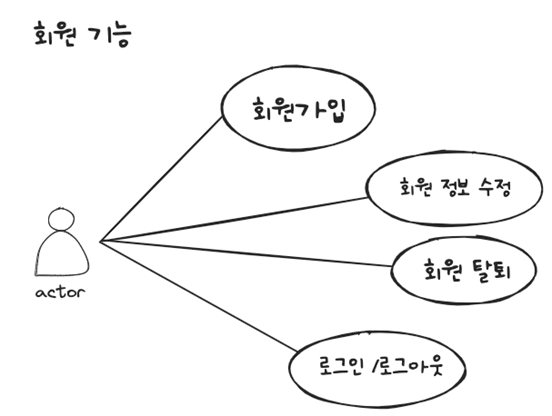 회원 기능
회원가입
회원 정보 수정
회원 탈퇴
actor
로그인 /로그아웃